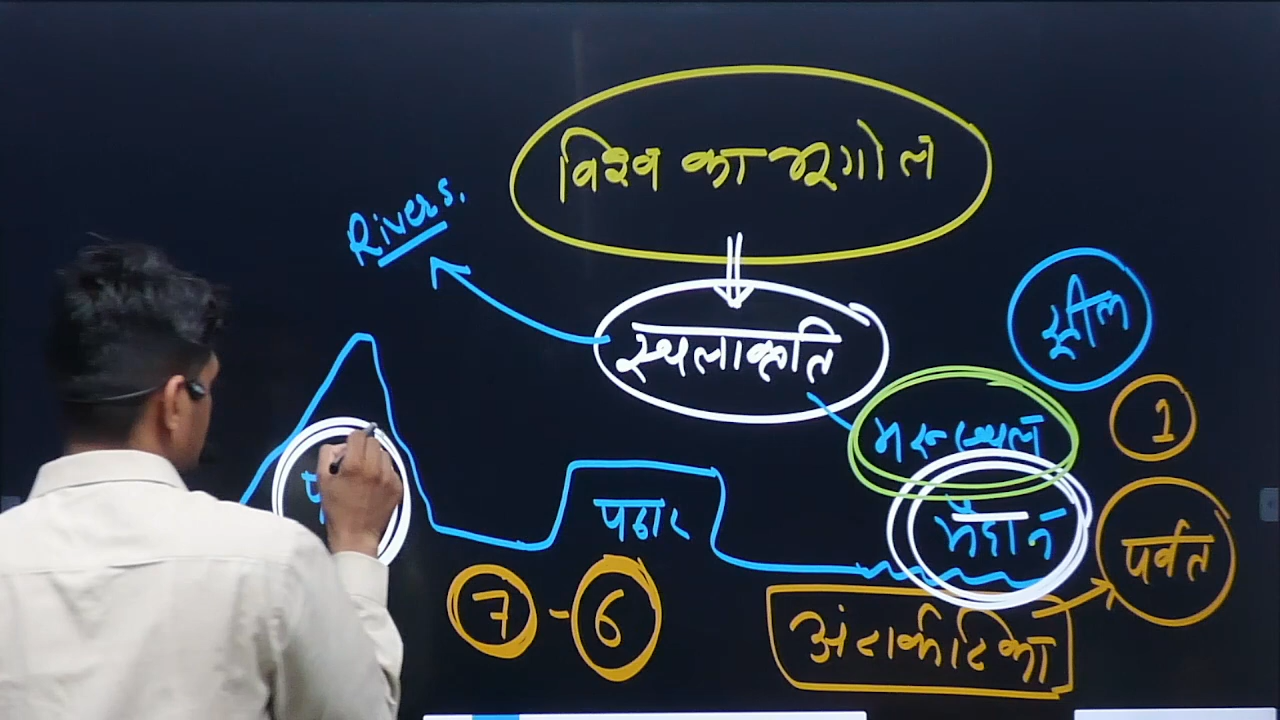 विश्व का भूगोल
Rivers.
स्थलाकृति
झील
मरुस्थल
1
पठार
मैदान
पर्वत
7 - 6
अंटार्कटिका